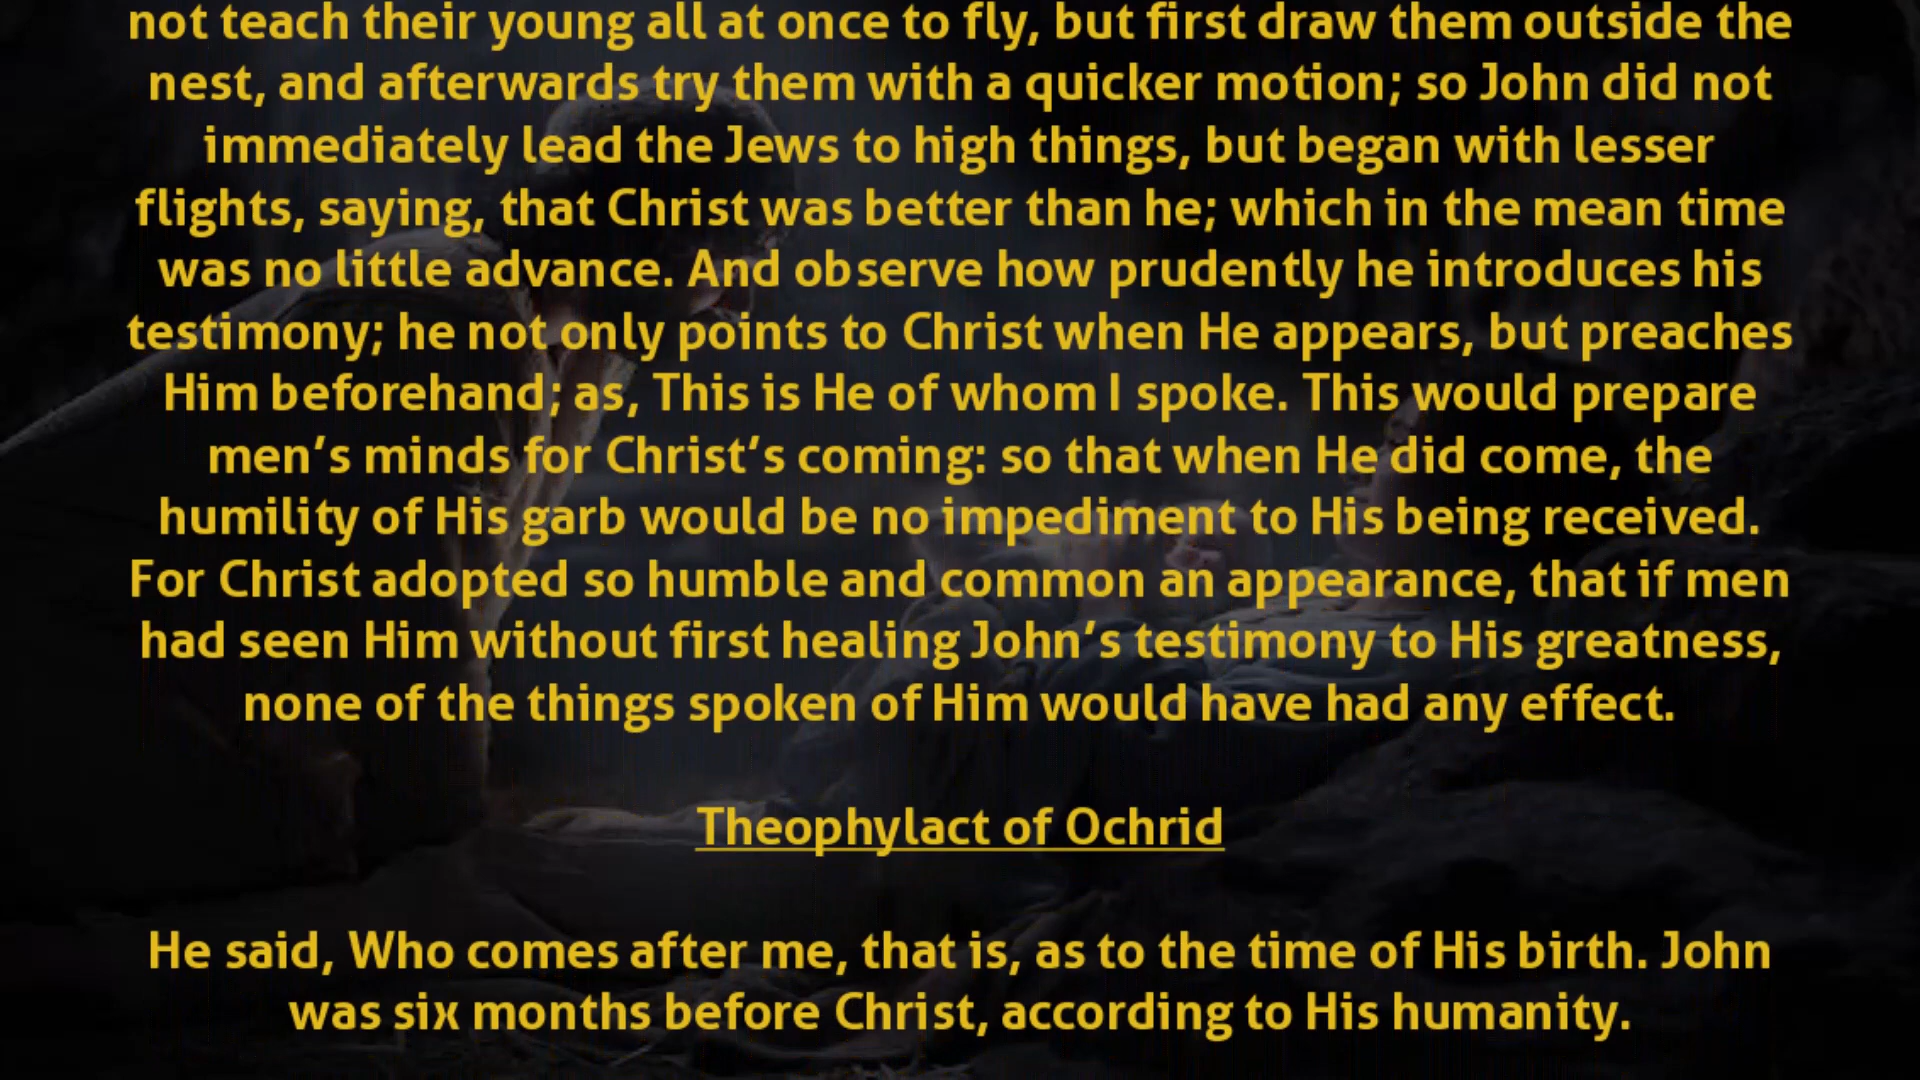 not teach their young all at once to fly, but first draw them outside the
nest, and afterwards try them with a quicker motion; so John did not
immediately lead the Jews to high things, but began with lesser
flights, saying, that Christ was better than he; which in the mean time
was no little advance. And observe how prudently he introduces his
testimony; he not only points to Christ when He appears, but preaches
Him beforehand; as, This is He of whom I spoke. This would prepare
men’s minds for Christ’s coming: so that when He did come, the
humility of His garb would be no impediment to His being received.
For Christ adopted so humble and common an appearance, that if men
had seen Him without first healing John’s testimony to His greatness,
none of the things spoken of Him would have had any effect.
Theophylact of Ochrid
He said, Who comes after me, that is, as to the time of His birth. John
was six months before Christ, according to His humanity.